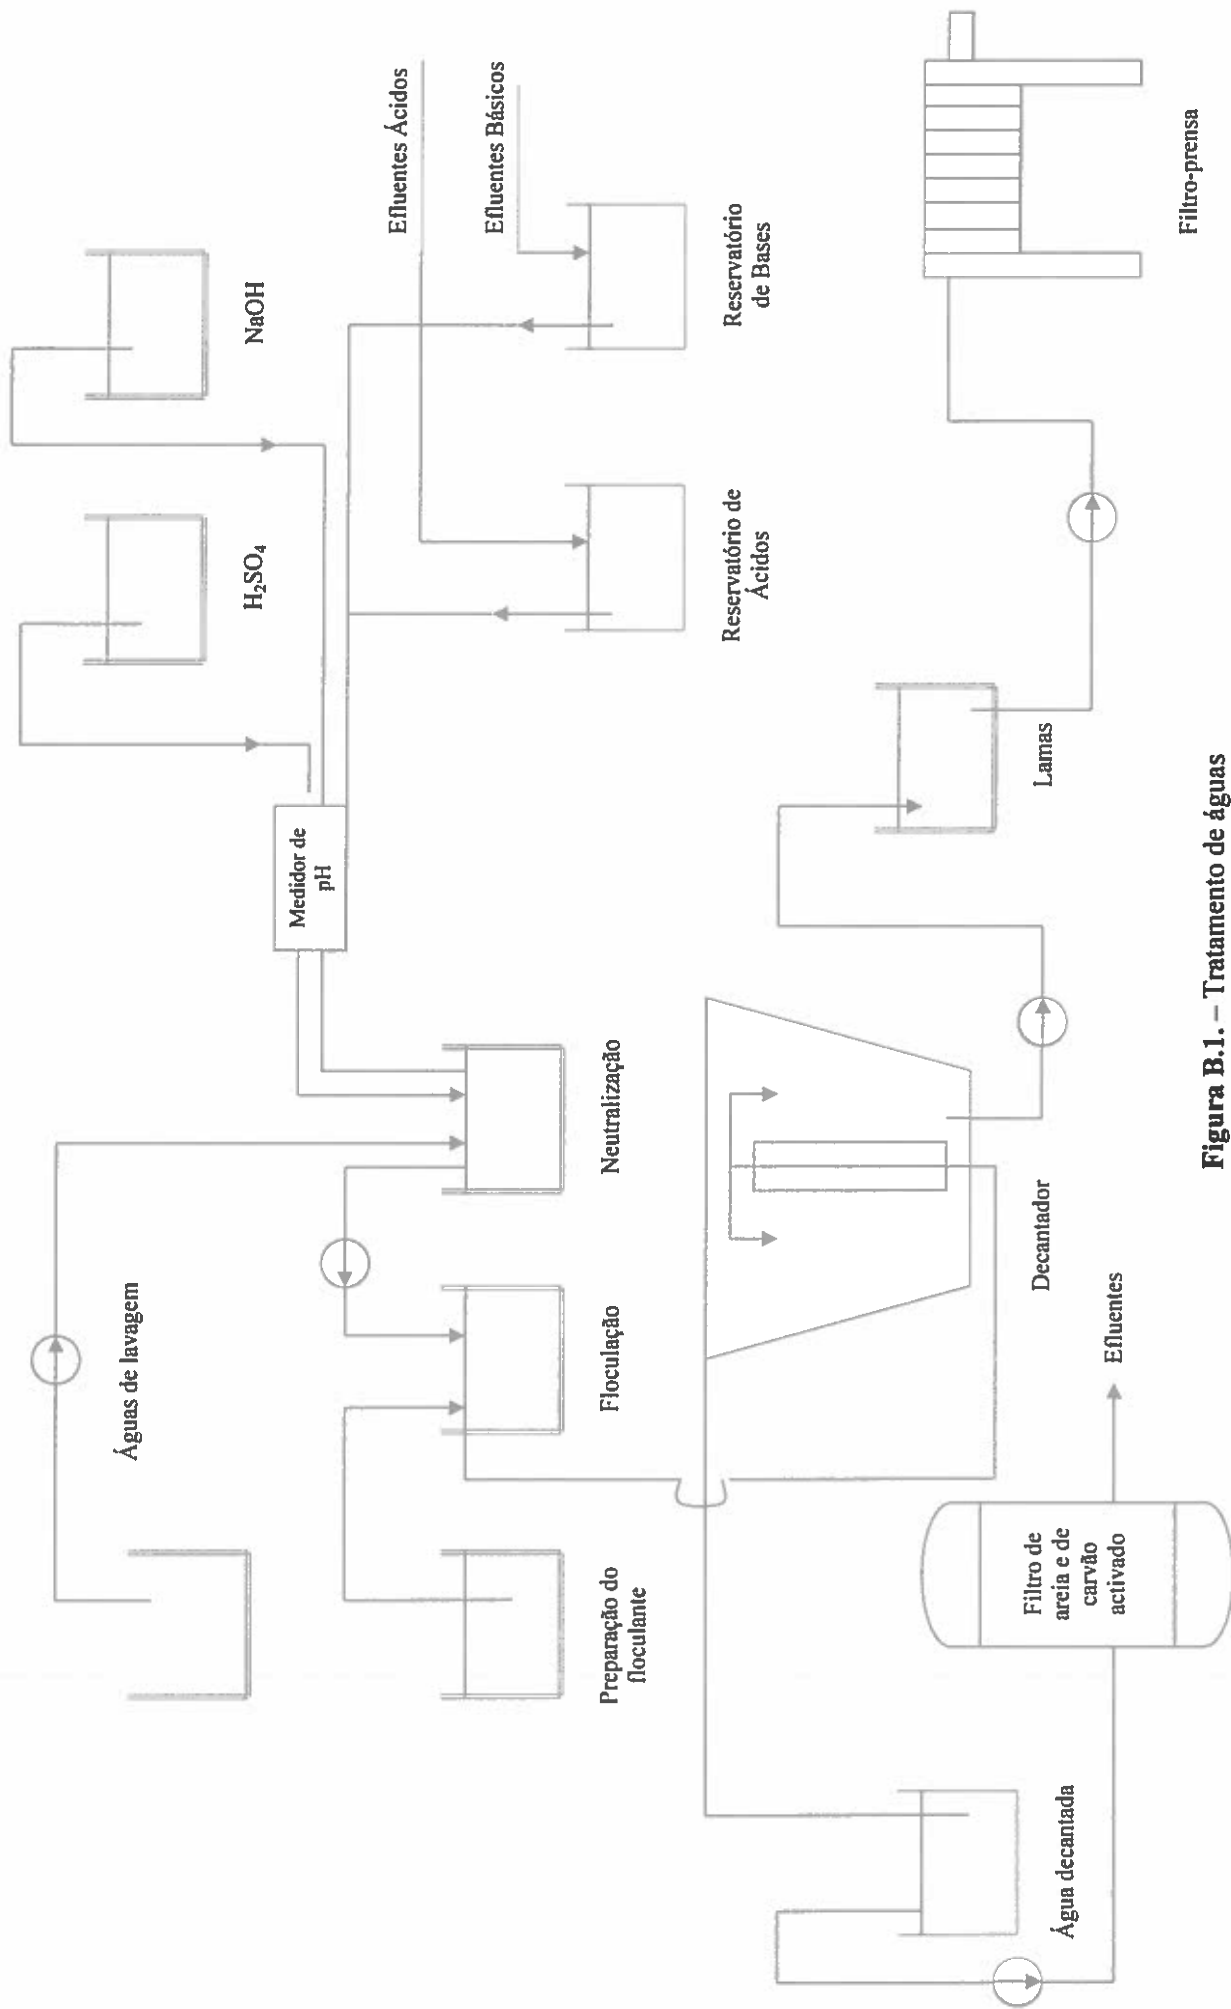 Águas de lavagem
H₂SO₄
NaOH
Medidor de
pH
Efluentes Ácidos
Efluentes Básicos
Preparação do
floculante
Floculação
Neutralização
Reservatório de
Ácidos
Reservatório
de Bases
Água decantada
Filtro de
areia e de
carvão
activado
Efluentes
Decantador
Lamas
Filtro-prensa
Figura B.1. – Tratamento de águas